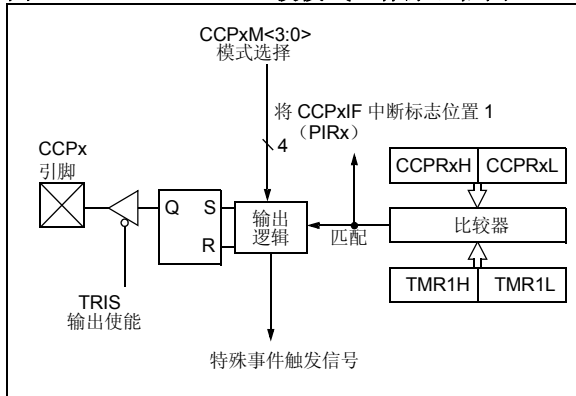 CCPxM<3:0>
模式选择
将 CCPxIF 中断标志位置 1
（PIRx）
4
CCPx
引脚
CCPRxH
CCPRxL
Q
S
R
输出
逻辑
匹配
比较器
TRIS
输出使能
TMR1H
TMR1L
特殊事件触发信号